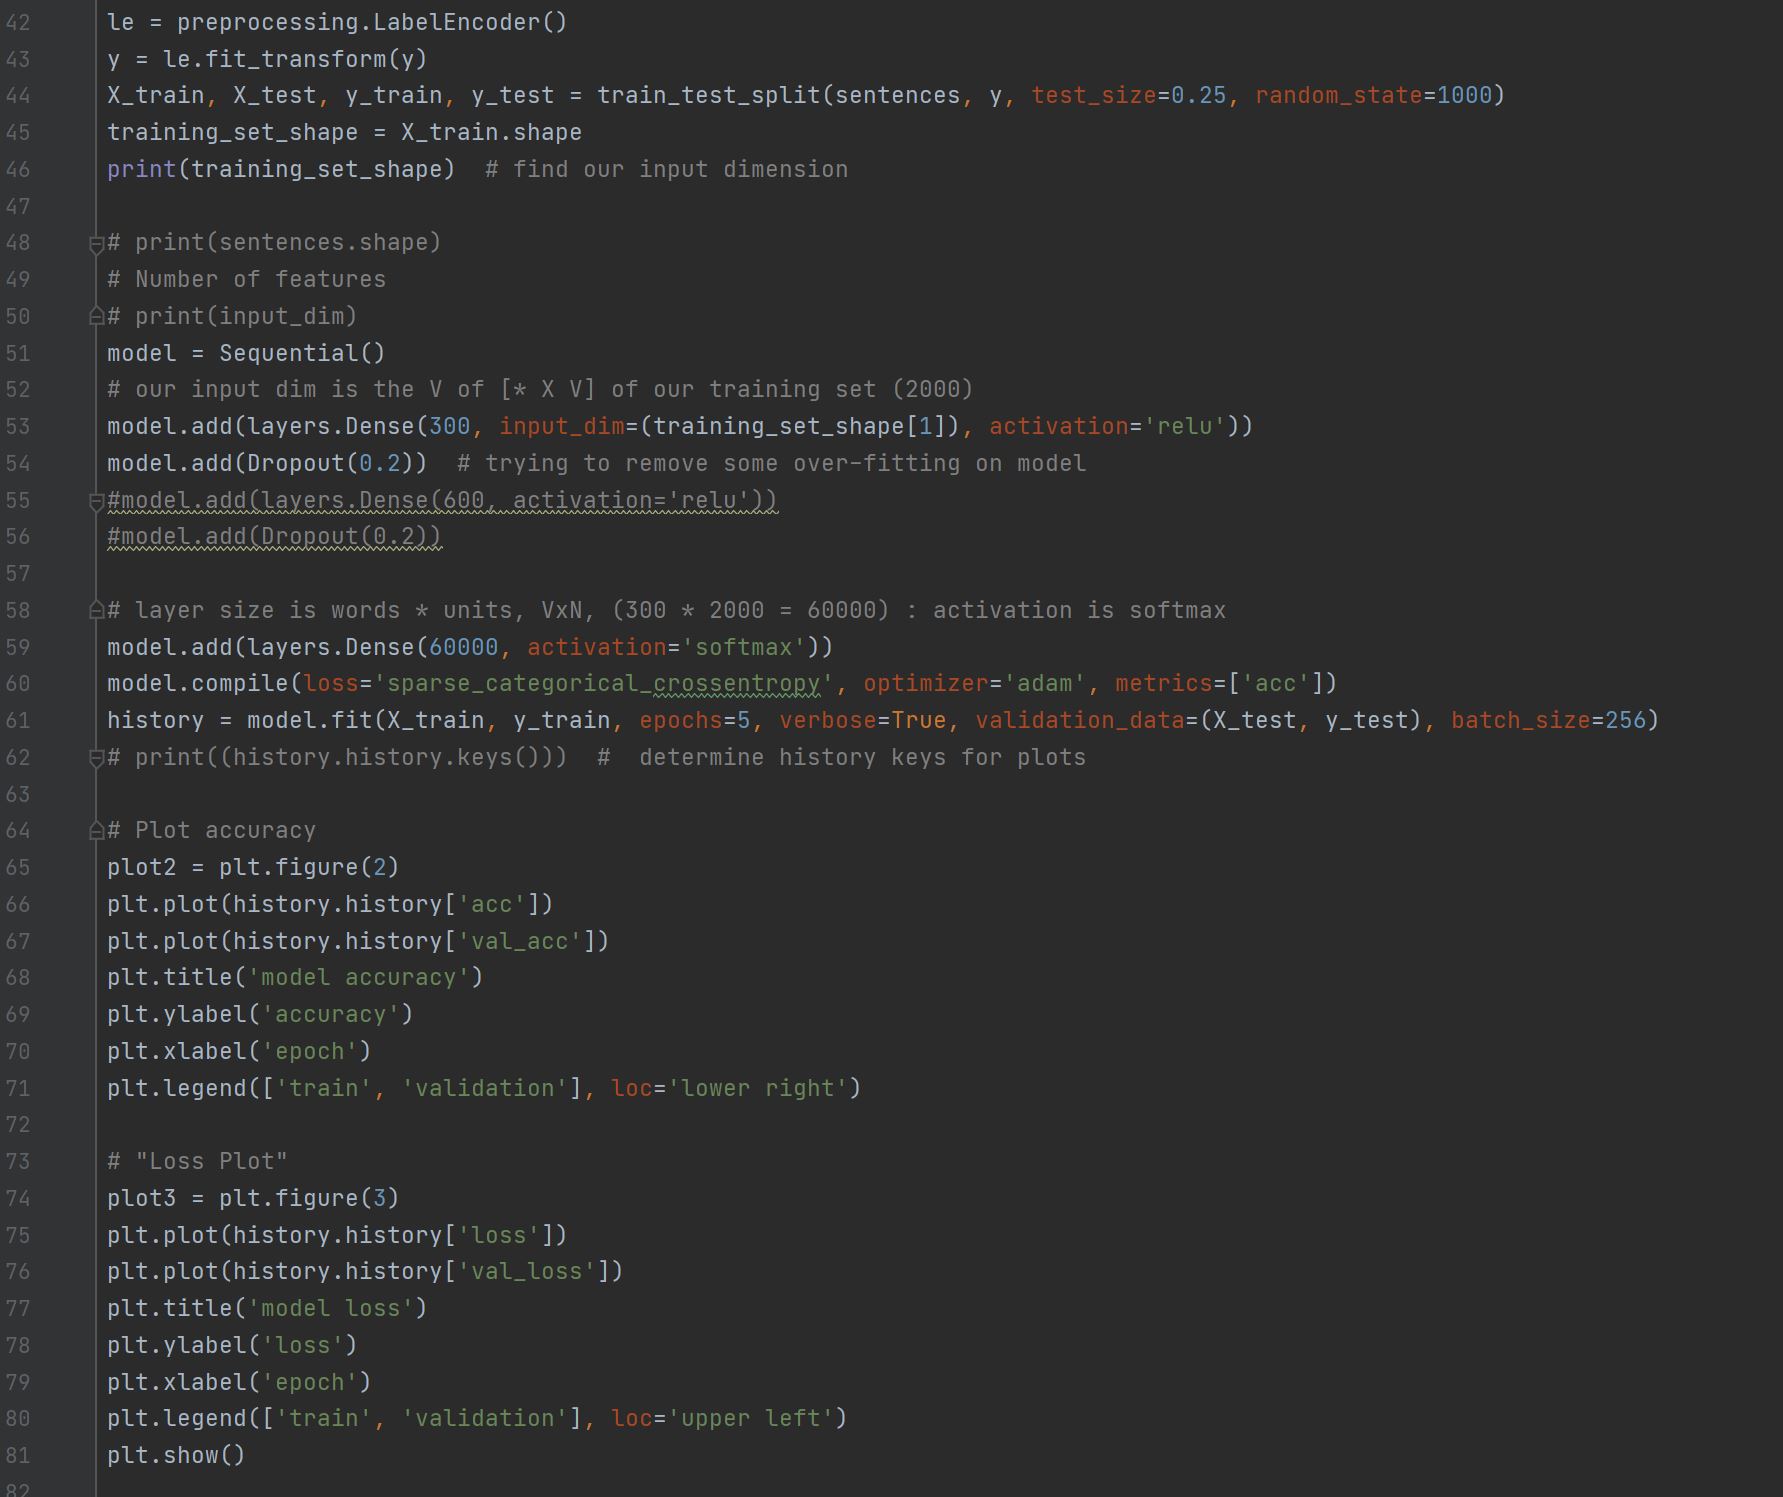 42 le = preprocessing.LabelEncoder()
43 y = le.fit_transform(y)
44 X_train, X_test, y_train, y_test = train_test_split(sentences, y, test_size=0.25, random_state=1000)
45 training_set_shape = X_train.shape
46 print(training_set_shape)  # find our input dimension
47
48 # print(sentences.shape)
49 # Number of features
50 # print(input_dim)
51 model = Sequential()
52 # our input dim is the V of [* X V] of our training set (2000)
53 model.add(layers.Dense(300, input_dim=(training_set_shape[1]), activation='relu'))
54 model.add(Dropout(0.2))  # trying to remove some over-fitting on model
55 #model.add(layers.Dense(600, activation='relu'))
56 #model.add(Dropout(0.2))
57
58 # layer size is words * units, VxN, (300 * 2000 = 60000) : activation is softmax
59 model.add(layers.Dense(60000, activation='softmax'))
60 model.compile(loss='sparse_categorical_crossentropy', optimizer='adam', metrics=['acc'])
61 history = model.fit(X_train, y_train, epochs=5, verbose=True, validation_data=(X_test, y_test), batch_size=256)
62 # print((history.history.keys()))  #  determine history keys for plots
63
64 # Plot accuracy
65 plot2 = plt.figure(2)
66 plt.plot(history.history['acc'])
67 plt.plot(history.history['val_acc'])
68 plt.title('model accuracy')
69 plt.ylabel('accuracy')
70 plt.xlabel('epoch')
71 plt.legend(['train', 'validation'], loc='lower right')
72
73 # "Loss Plot"
74 plot3 = plt.figure(3)
75 plt.plot(history.history['loss'])
76 plt.plot(history.history['val_loss'])
77 plt.title('model loss')
78 plt.ylabel('loss')
79 plt.xlabel('epoch')
80 plt.legend(['train', 'validation'], loc='upper left')
81 plt.show()
82